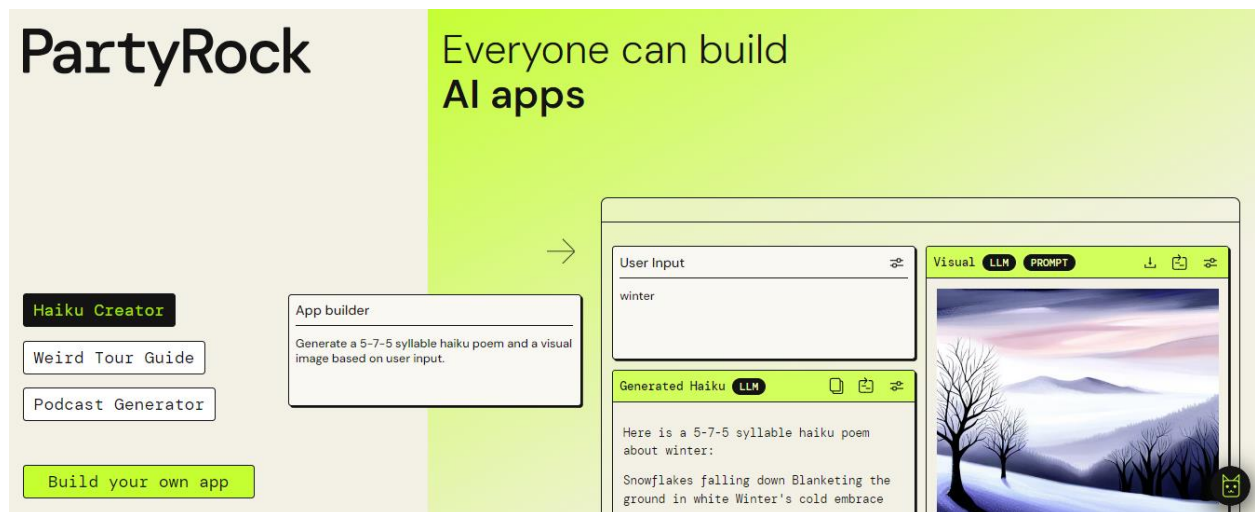 PartyRock
Everyone can build
AI apps
Haiku Creator
Weird Tour Guide
Podcast Generator
Build your own app
App builder
Generate a 5-7-5 syllable haiku poem and a visual
image based on user input.
User Input
winter
Generated Haiku LLM
Here is a 5-7-5 syllable haiku poem
about winter:
Snowflakes falling down Blanketing the
ground in white Winter's cold embrace
Visual LLM PROMPT